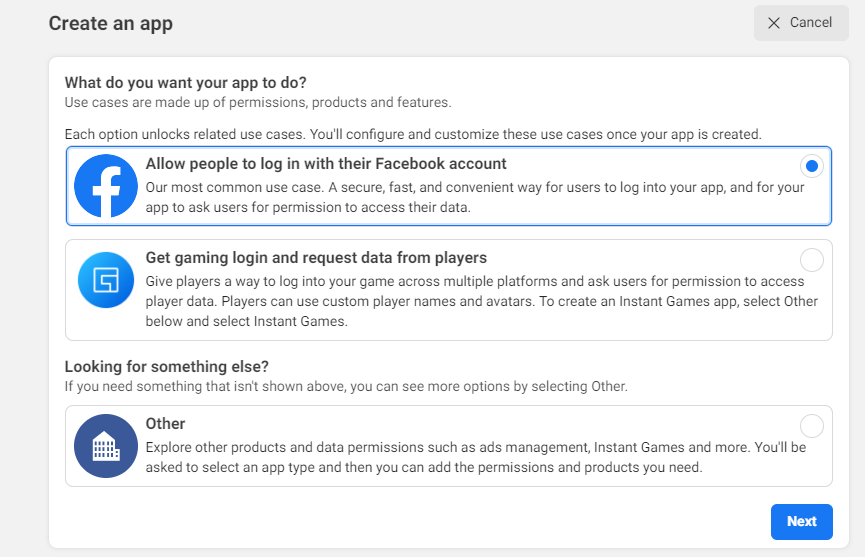 Create an app
Cancel
What do you want your app to do?
Use cases are made up of permissions, products and features.
Each option unlocks related use cases. You'll configure and customize these use cases once your app is created.
Allow people to log in with their Facebook account
Our most common use case. A secure, fast, and convenient way for users to log into your app, and for your
app to ask users for permission to access their data.
Get gaming login and request data from players
Give players a way to log into your game across multiple platforms and ask users for permission to access
player data. Players can use custom player names and avatars. To create an Instant Games app, select Other
below and select Instant Games.
Looking for something else?
If you need something that isn't shown above, you can see more options by selecting Other.
Other
Explore other products and data permissions such as ads management, Instant Games and more. You'll be
asked to select an app type and then you can add the permissions and products you need.
Next